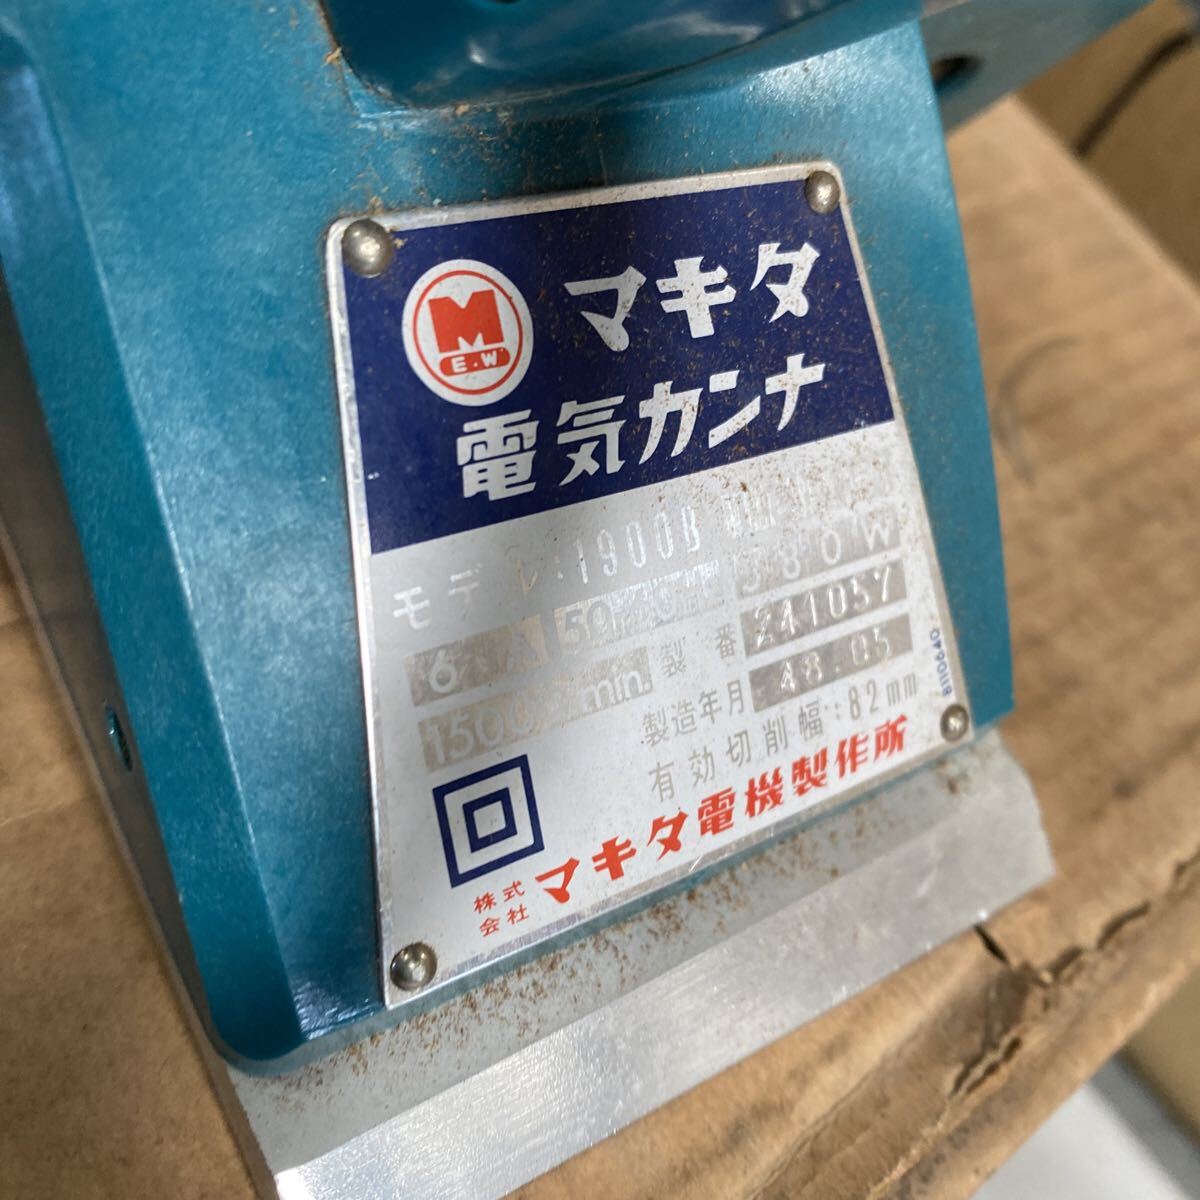 M
E.W
マキタ
電気カンナ
モデル:1900B
6 A 580W
1500 min. 製番 241057
製造年月 48.05
有効切削幅:82mm
株式会社 マキタ電機製作所
8110640